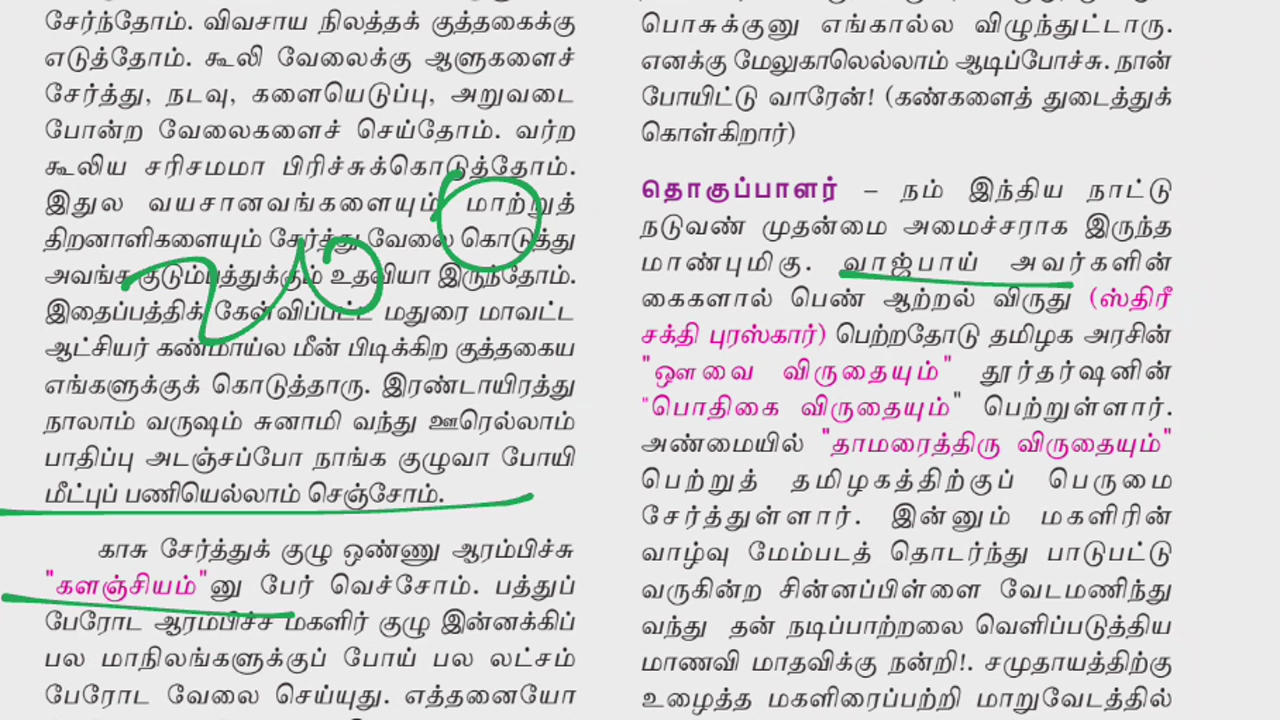 சேர்ந்தோம். விவசாய நிலத்தக் குத்தகைக்கு
எடுத்தோம். கூலி வேலைக்கு ஆளுகளைச்
சேர்த்து, நடவு, களையெடுப்பு, அறுவடை
போன்ற வேலைகளைச் செய்தோம். வர்ற
கூலிய சரிசமமா பிரிச்சுக்கொடுத்தோம்.
இதுல வயசானவங்களையும் மாற்றுத்
திறனாளிகளையும் சேர்த்து வேலை கொடுத்து
அவங்க குடும்பத்துக்கும் உதவியா இருந்தோம்.
இதைப்பத்திக் கேள்விப்பட்ட மதுரை மாவட்ட
ஆட்சியர் கண்மாய்ல மீன் பிடிக்கிற குத்தகைய
எங்களுக்குக் கொடுத்தாரு. இரண்டாயிரத்து
நாலாம் வருஷம் சுனாமி வந்து ஊரெல்லாம்
பாதிப்பு அடஞ்சப்போ நாங்க குழுவா போயி
மீட்புப் பணியெல்லாம் செஞ்சோம்.
காசு சேர்த்துக் குழு ஒண்ணு ஆரம்பிச்சு
"களஞ்சியம்"னு பேர் வெச்சோம். பத்துப்
பேரோட ஆரம்பிச்ச மகளிர் குழு இன்னக்கிப்
பல மாநிலங்களுக்குப் போய் பல லட்சம்
பேரோட வேலை செய்யுது. எத்தனையோ
பொசுக்குனு எங்கால்ல விழுந்துட்டாரு.
எனக்கு மேலுகாலெல்லாம் ஆடிப்போச்சு. நான்
போயிட்டு வாரேன்! (கண்களைத் துடைத்துக்
கொள்கிறார்)
தொகுப்பாளர் – நம் இந்திய நாட்டு
நடுவண் முதன்மை அமைச்சராக இருந்த
மாண்புமிகு. வாஜ்பாய் அவர்களின்
கைகளால் பெண் ஆற்றல் விருது (ஸ்திரீ
சக்தி புரஸ்கார்) பெற்றதோடு தமிழக அரசின்
"ஔவை விருதையும்" தூர்தர்ஷனின்
"பொதிகை விருதையும்" பெற்றுள்ளார்.
அண்மையில் "தாமரைத்திரு விருதையும்"
பெற்றுத் தமிழகத்திற்குப் பெருமை
சேர்த்துள்ளார். இன்னும் மகளிரின்
வாழ்வு மேம்படத் தொடர்ந்து பாடுபட்டு
வருகின்ற சின்னப்பிள்ளை வேடமணிந்து
வந்து தன் நடிப்பாற்றலை வெளிப்படுத்திய
மாணவி மாதவிக்கு நன்றி!. சமுதாயத்திற்கு
உழைத்த மகளிரைப்பற்றி மாறுவேடத்தில்